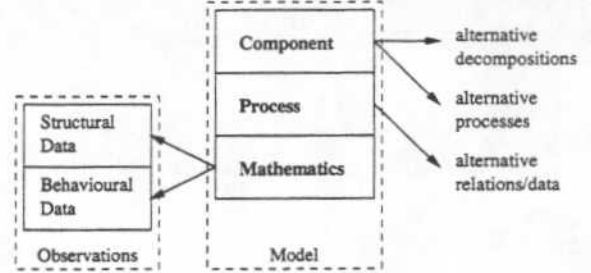 Component
Process
Mathematics
Model
Structural
Data
Behavioural
Data
Observations
alternative
decompositions
alternative
processes
alternative
relations/data